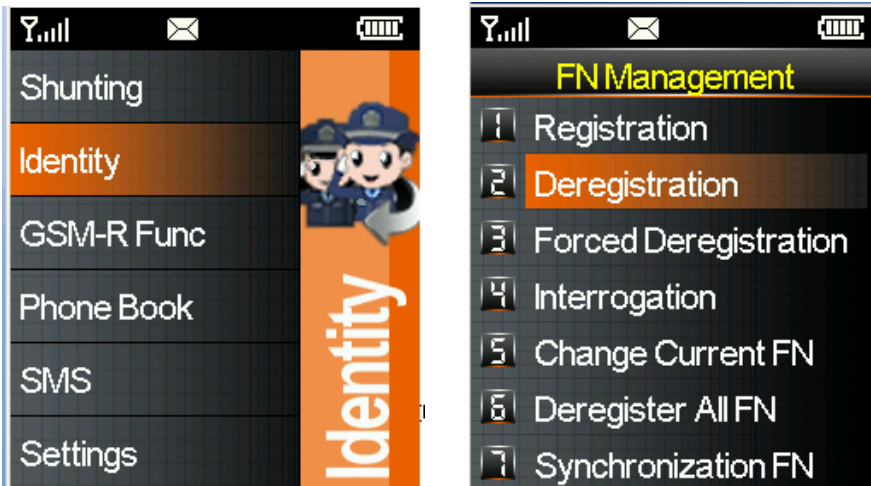 Shunting
Identity
GSM-R Func
Phone Book
SMS
Settings
Identity
FN Management
1 Registration
2 Deregistration
3 Forced Deregistration
4 Interrogation
5 Change Current FN
6 Deregister All FN
7 Synchronization FN